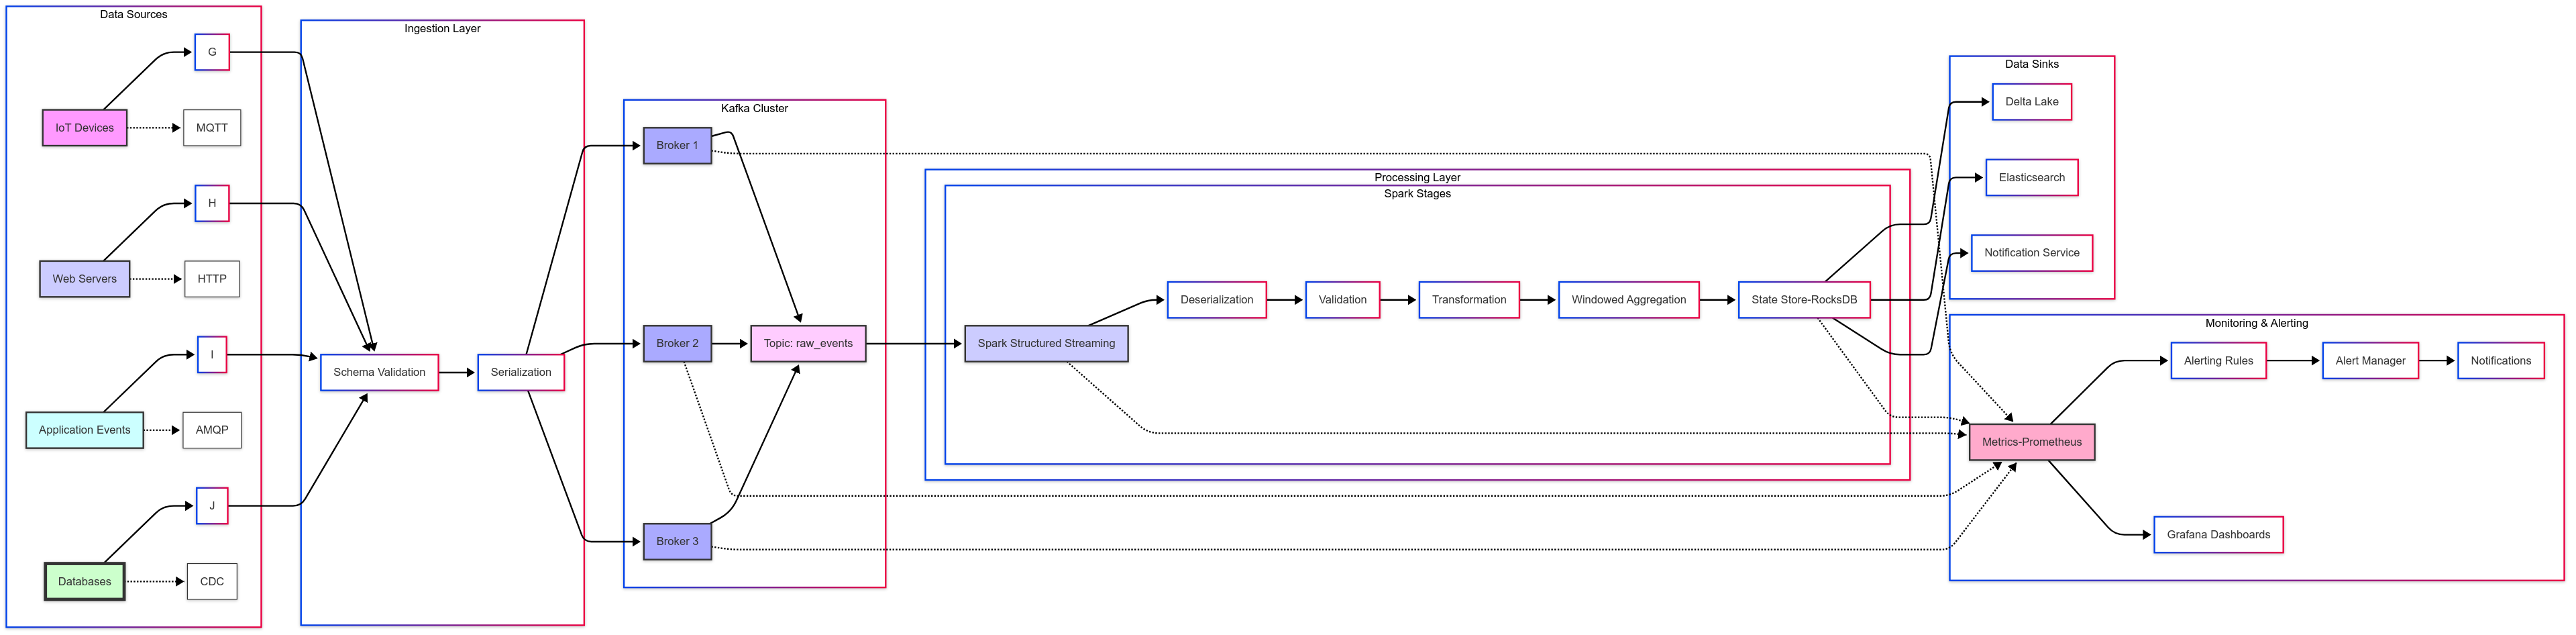 Data Sources
G
IoT Devices
MQTT
H
Web Servers
HTTP
I
Application Events
AMQP
J
Databases
CDC
Ingestion Layer
Schema Validation
Serialization
Kafka Cluster
Broker 1
Broker 2
Topic: raw_events
Broker 3
Processing Layer
Spark Stages
Spark Structured Streaming
Deserialization
Validation
Transformation
Windowed Aggregation
State Store-RocksDB
Data Sinks
Delta Lake
Elasticsearch
Notification Service
Monitoring & Alerting
Alerting Rules
Alert Manager
Notifications
Metrics-Prometheus
Grafana Dashboards